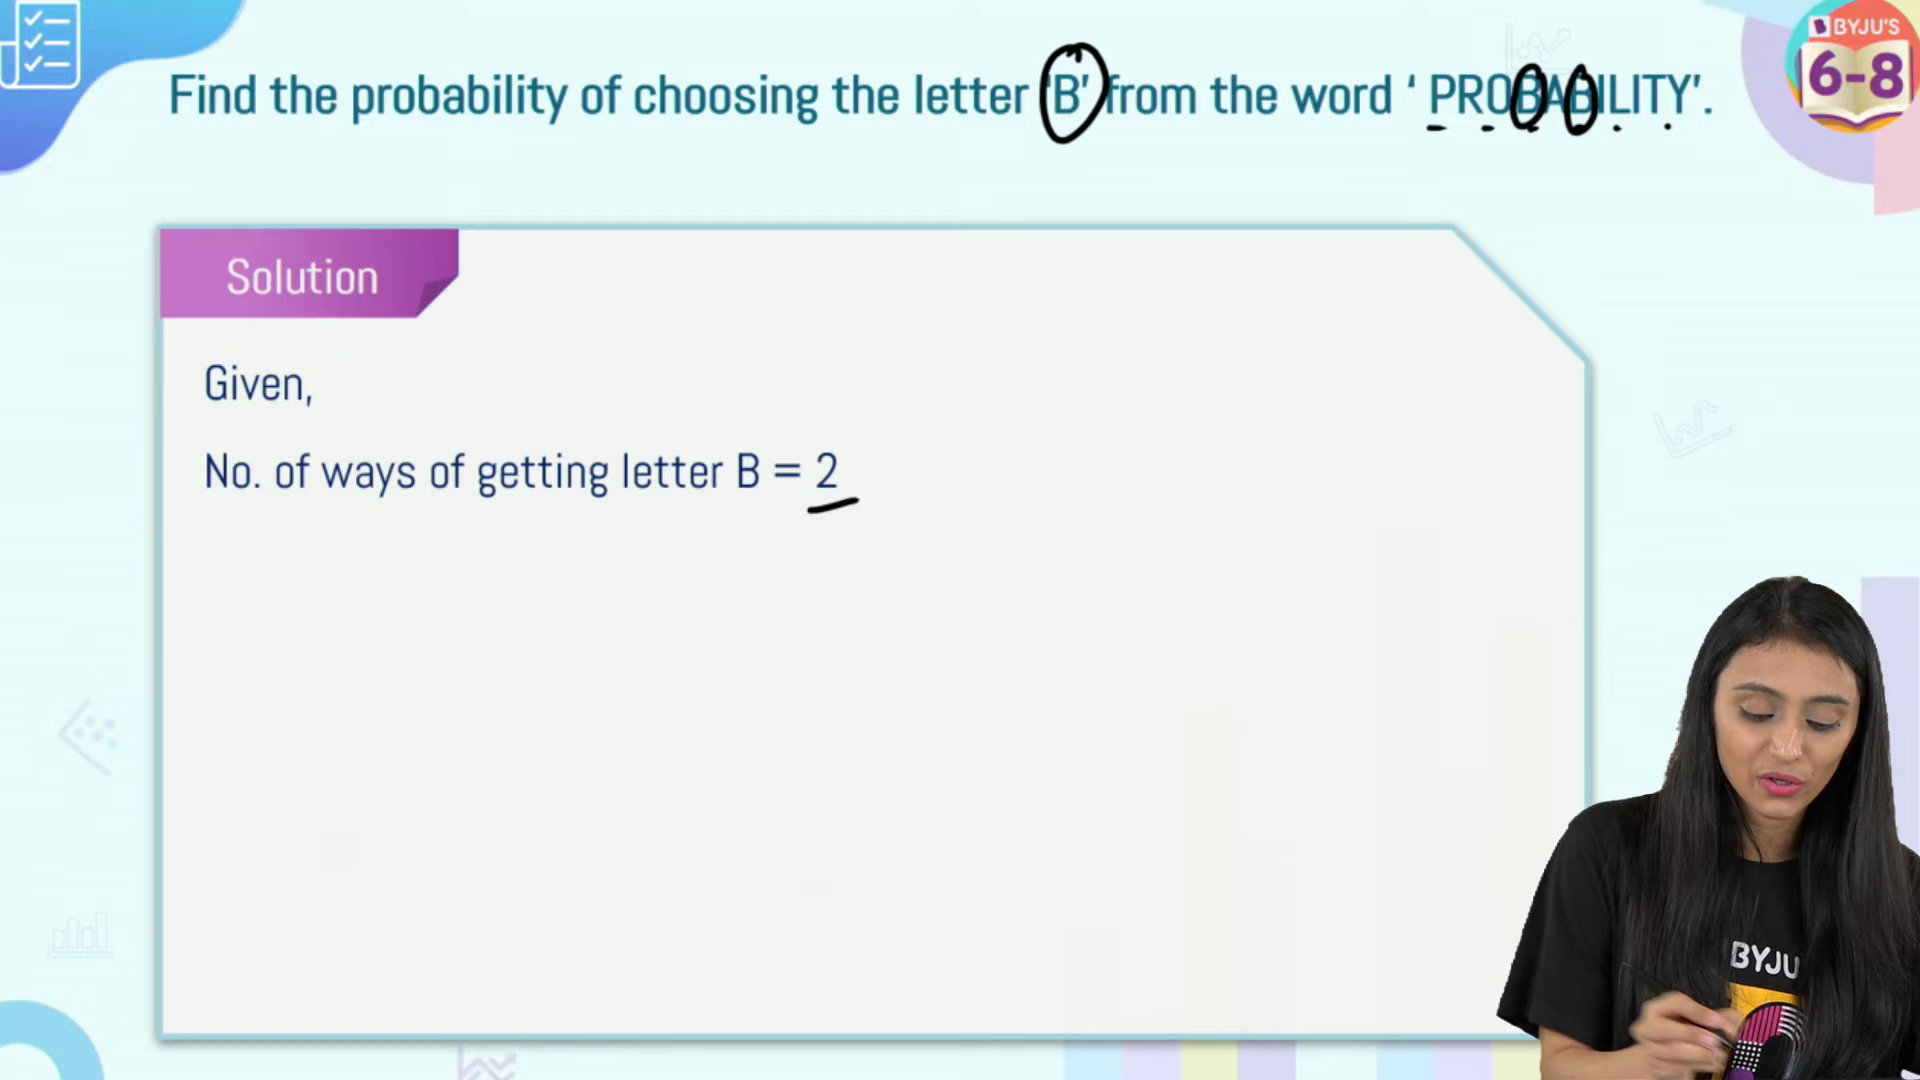 BYJU'S
6-8
Find the probability of choosing the letter ‘B’ from the word ‘ PROBABILITY’.
Solution
Given,
No. of ways of getting letter B = 2
BYJU